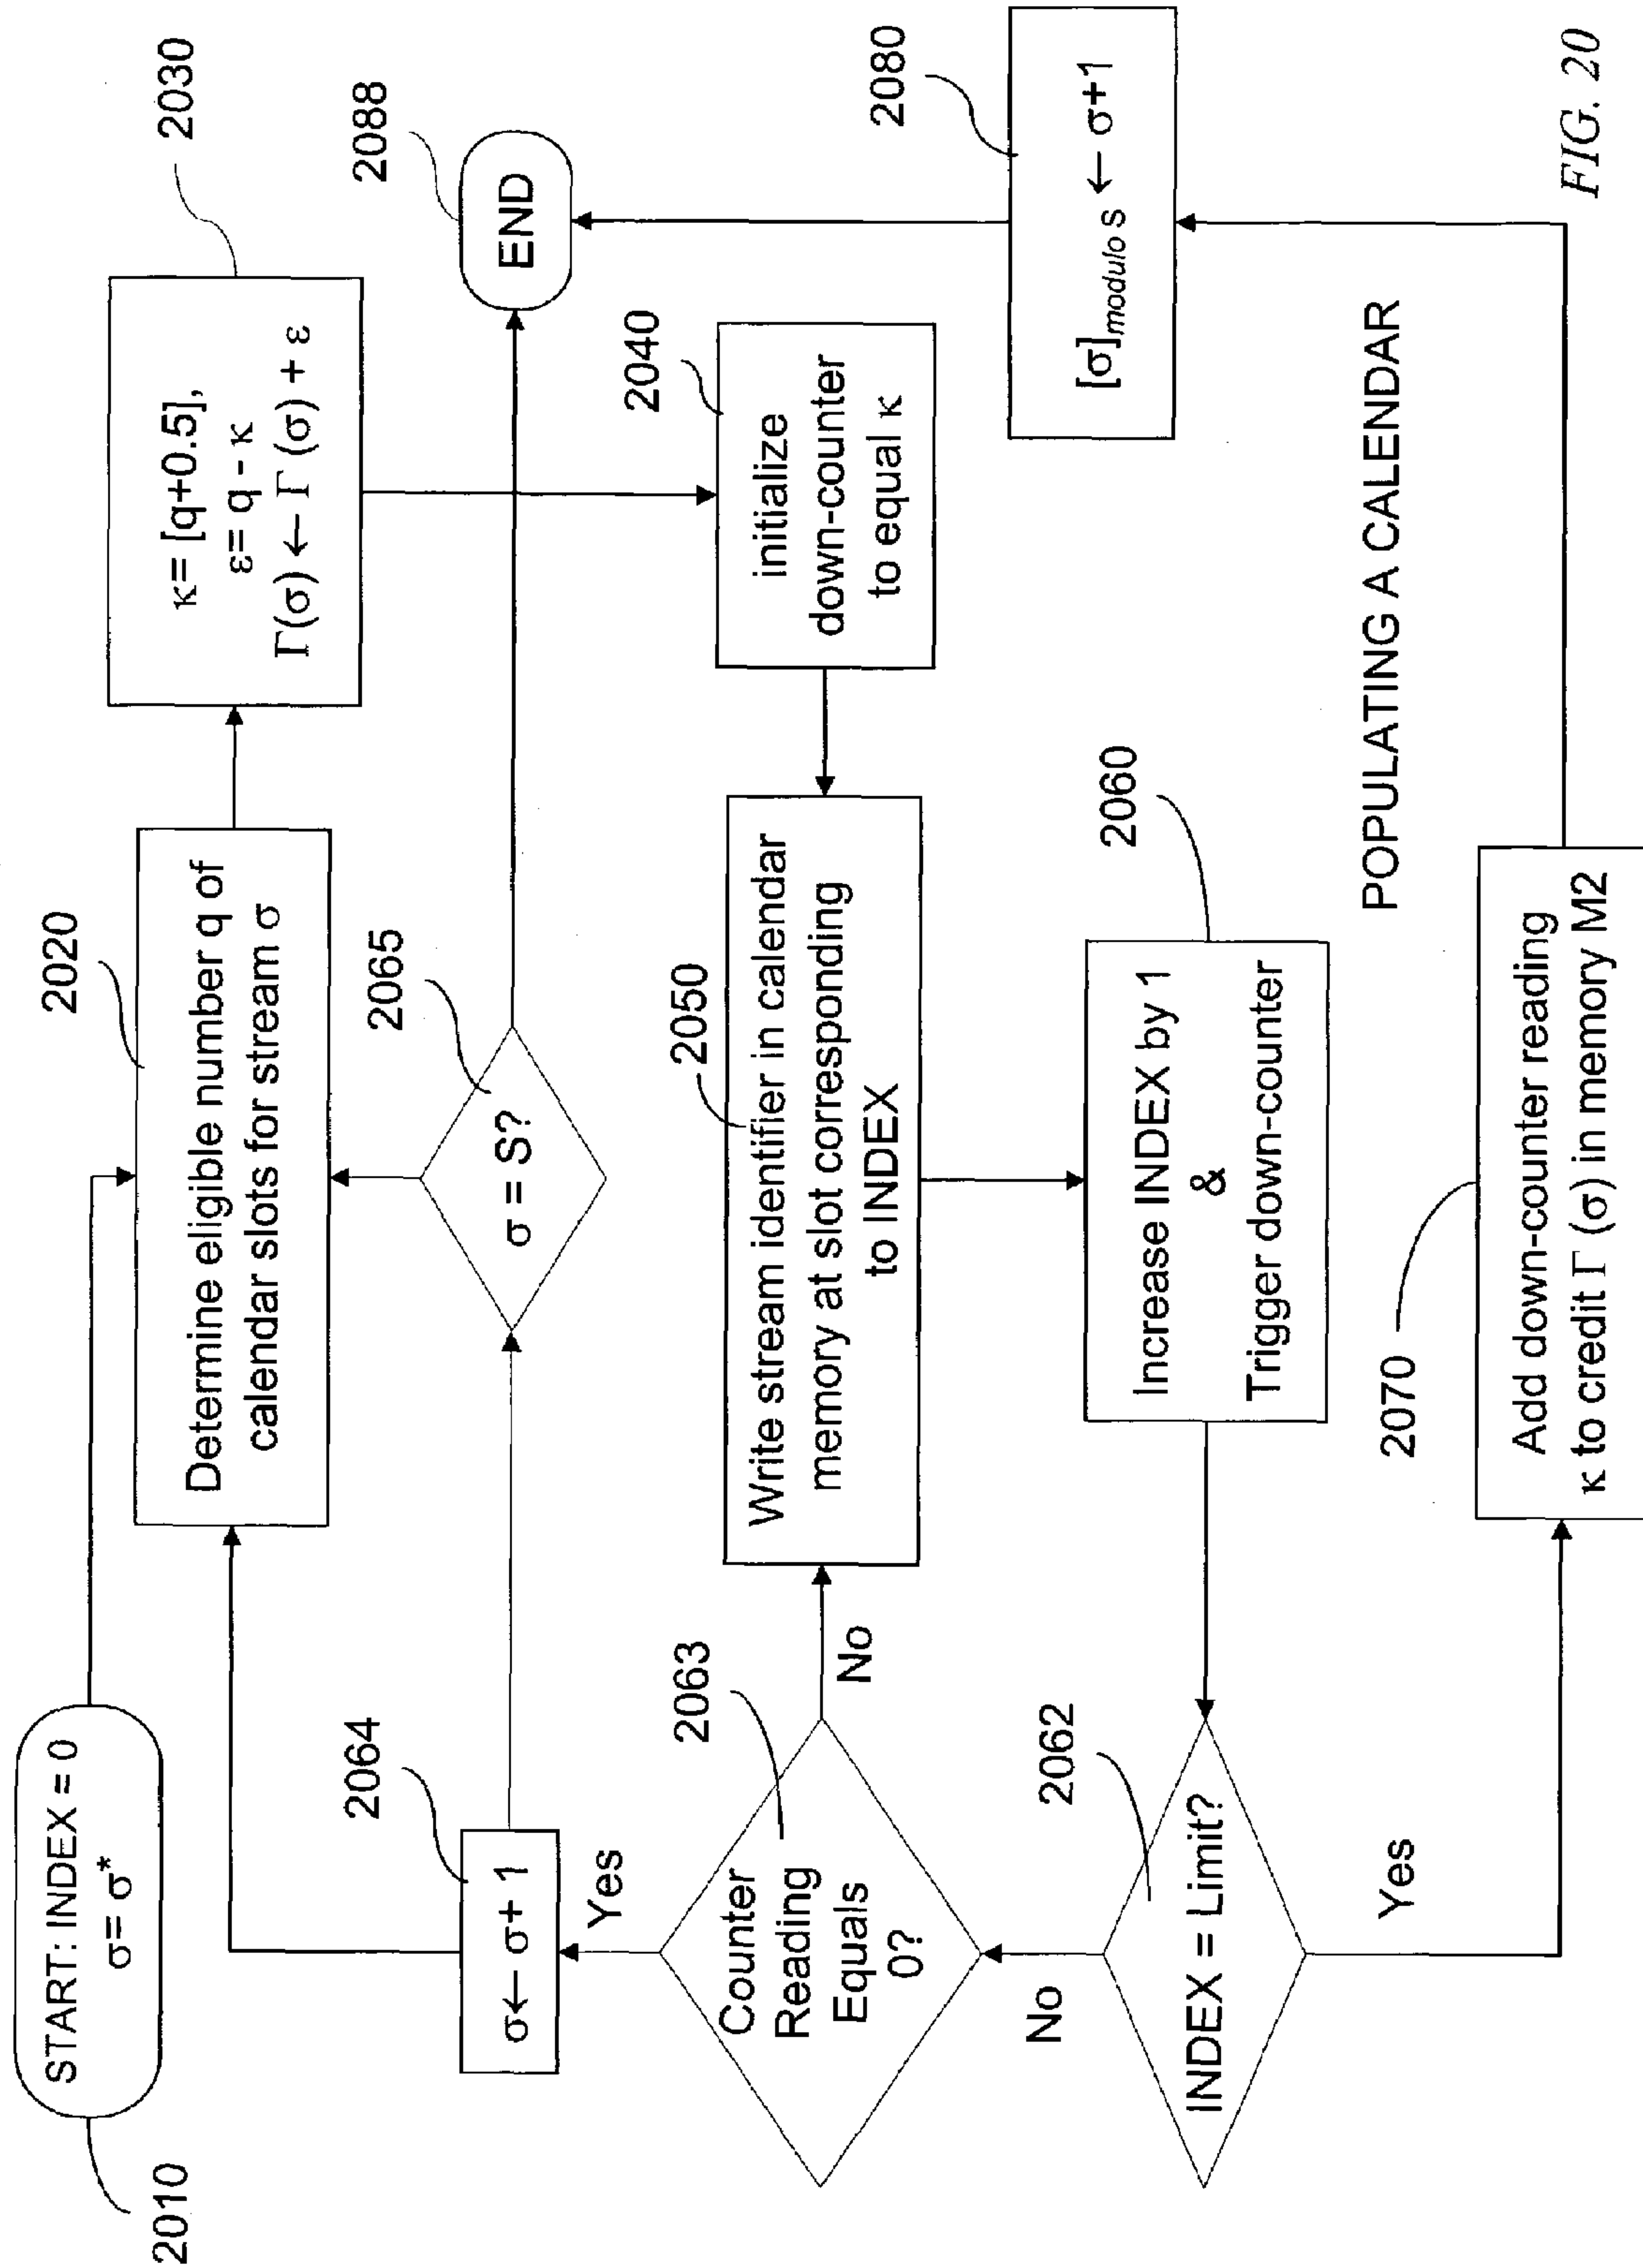 START: INDEX = 0
σ= σ*
2010
2020
Determine eligible number q of
calendar slots for stream σ
2030
κ= [q+0.5],
ε= q - κ
Γ(σ) ← Γ (σ) + ε
2064
σ← σ+ 1
2065
σ = S?
2088
END
2040
initialize
down-counter
to equal κ
2063
Counter
Reading
Equals
0?
Yes
No
2050
Write stream identifier in calendar
memory at slot corresponding
to INDEX
2080
[σ]modulo S ← σ+1
2062
INDEX = Limit?
No
Yes
2060
Increase INDEX by 1
&
Trigger down-counter
2070
Add down-counter reading
κ to credit Γ (σ) in memory M2
POPULATING A CALENDAR
FIG. 20